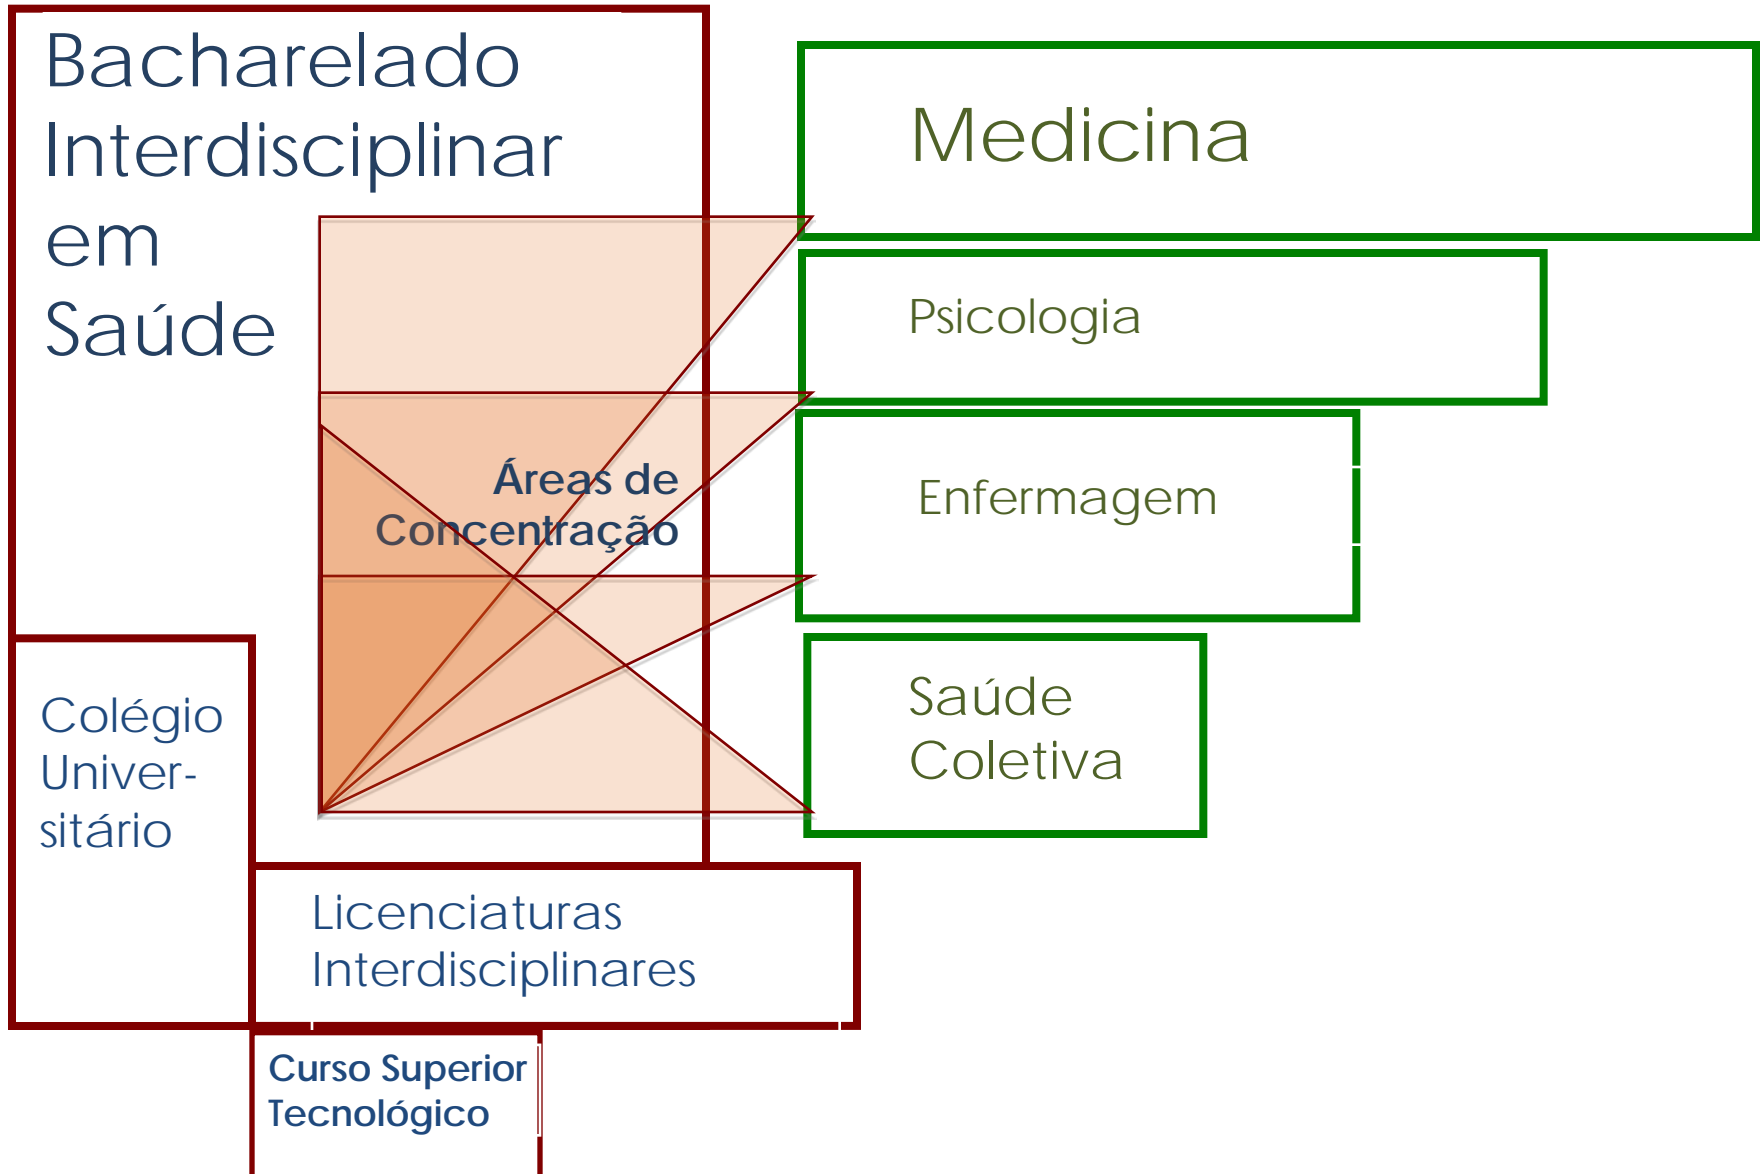 Bacharelado
Interdisciplinar
em
Saúde
Áreas de
Concentração
Colégio
Univer-
sitário
Licenciaturas
Interdisciplinares
Curso Superior
Tecnológico
Medicina
Psicologia
Enfermagem
Saúde
Coletiva